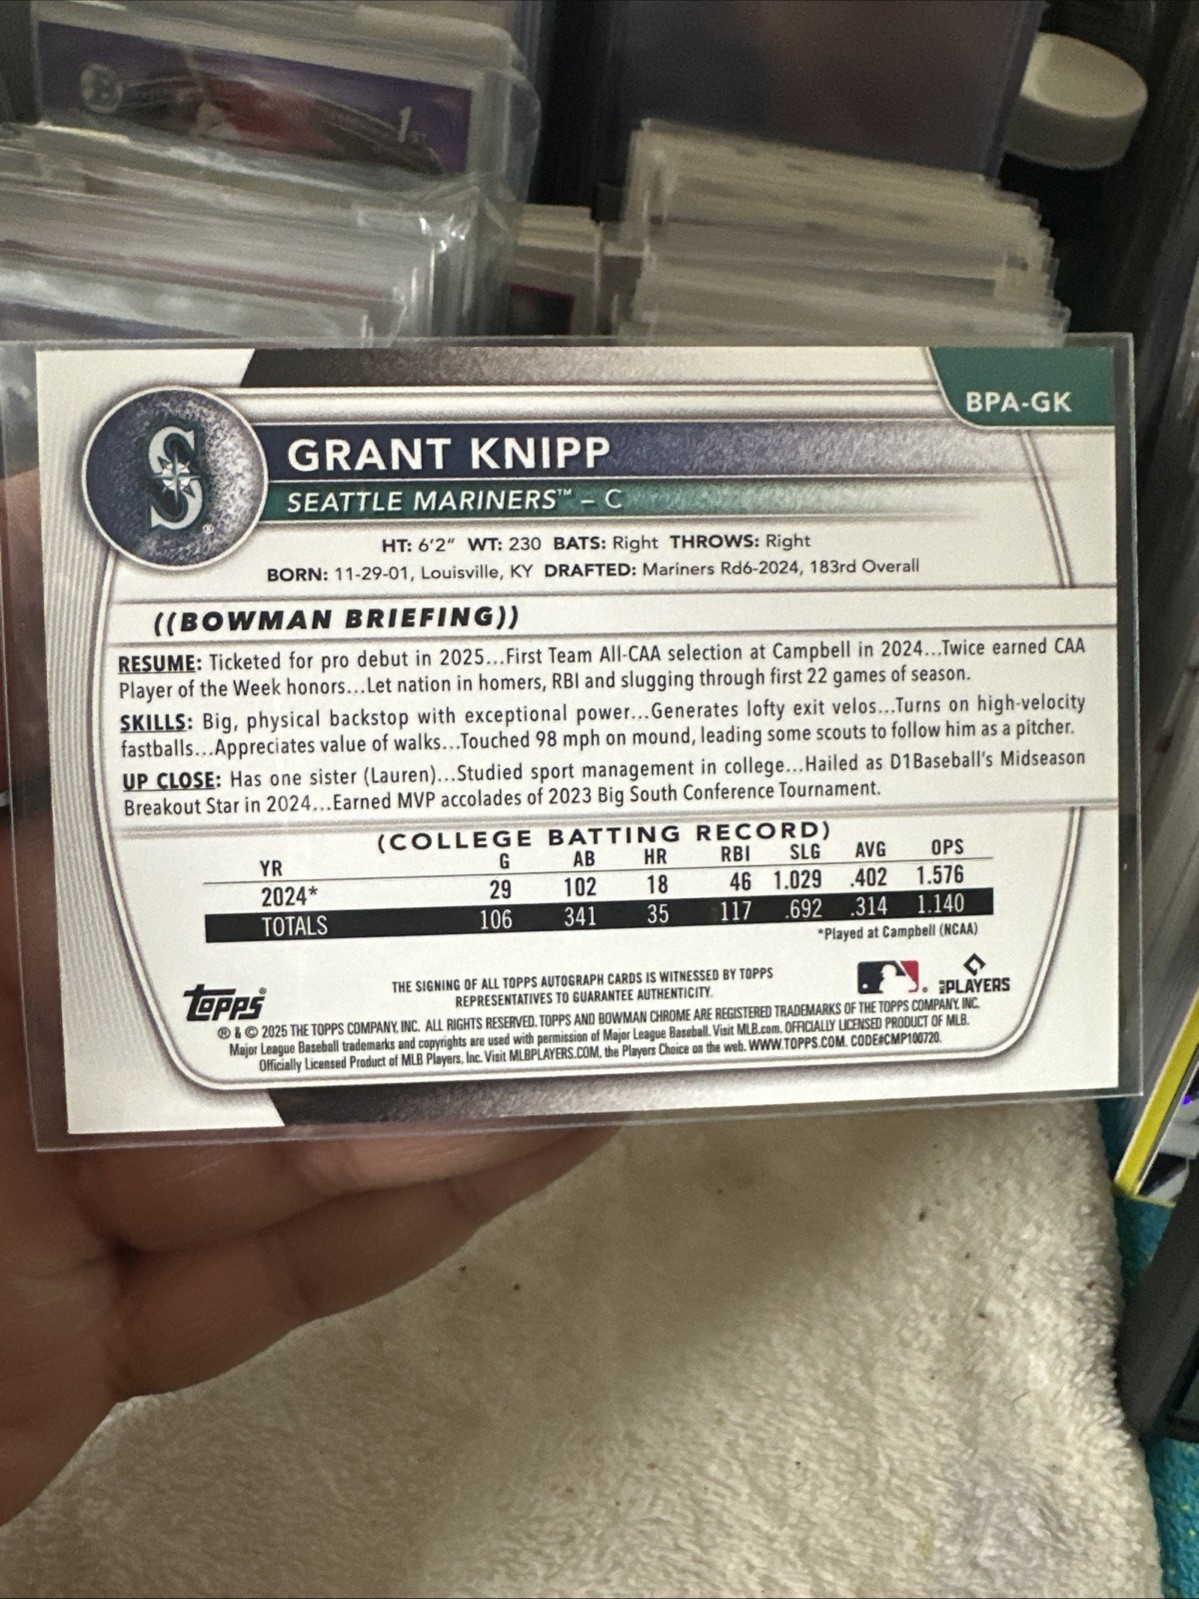 1ST
BPA-GK
GRANT KNIPP
SEATTLE MARINERS™ – C
HT: 6'2" WT: 230 BATS: Right THROWS: Right
BORN: 11-29-01, Louisville, KY DRAFTED: Mariners Rd6-2024, 183rd Overall
((BOWMAN BRIEFING))
RESUME: Ticketed for pro debut in 2025...First Team All-CAA selection at Campbell in 2024...Twice earned CAA
Player of the Week honors...Let nation in homers, RBI and slugging through first 22 games of season.
SKILLS: Big, physical backstop with exceptional power...Generates lofty exit velos...Turns on high-velocity
fastballs...Appreciates value of walks...Touched 98 mph on mound, leading some scouts to follow him as a pitcher.
UP CLOSE: Has one sister (Lauren)...Studied sport management in college...Hailed as D1Baseball's Midseason
Breakout Star in 2024...Earned MVP accolades of 2023 Big South Conference Tournament.
(COLLEGE BATTING RECORD)
YR G AB HR RBI SLG AVG OPS
2024* 29 102 18 46 1.029 .402 1.576
TOTALS 106 341 35 117 .692 .314 1.140
*Played at Campbell (NCAA)
THE SIGNING OF ALL TOPPS AUTOGRAPH CARDS IS WITNESSED BY TOPPS
REPRESENTATIVES TO GUARANTEE AUTHENTICITY.
topps®
MLB PLAYERS
® & © 2025 THE TOPPS COMPANY, INC. ALL RIGHTS RESERVED. TOPPS AND BOWMAN CHROME ARE REGISTERED TRADEMARKS OF THE TOPPS COMPANY, INC.
Major League Baseball trademarks and copyrights are used with permission of Major League Baseball. Visit MLB.com. OFFICIALLY LICENSED PRODUCT OF MLB.
Officially Licensed Product of MLB Players, Inc. Visit MLBPLAYERS.COM, the Players Choice on the web. WWW.TOPPS.COM. CODE#CMP100720.